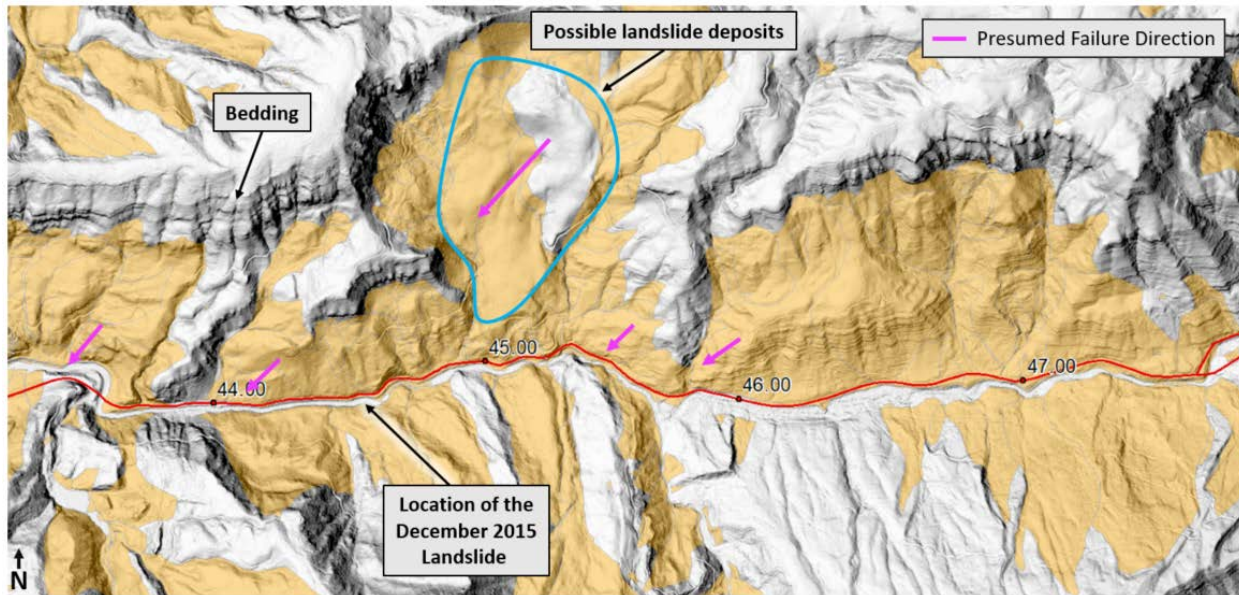 Possible landslide deposits
Presumed Failure Direction
Bedding
45.00
44.00
46.00
47.00
Location of the
December 2015
Landslide
N